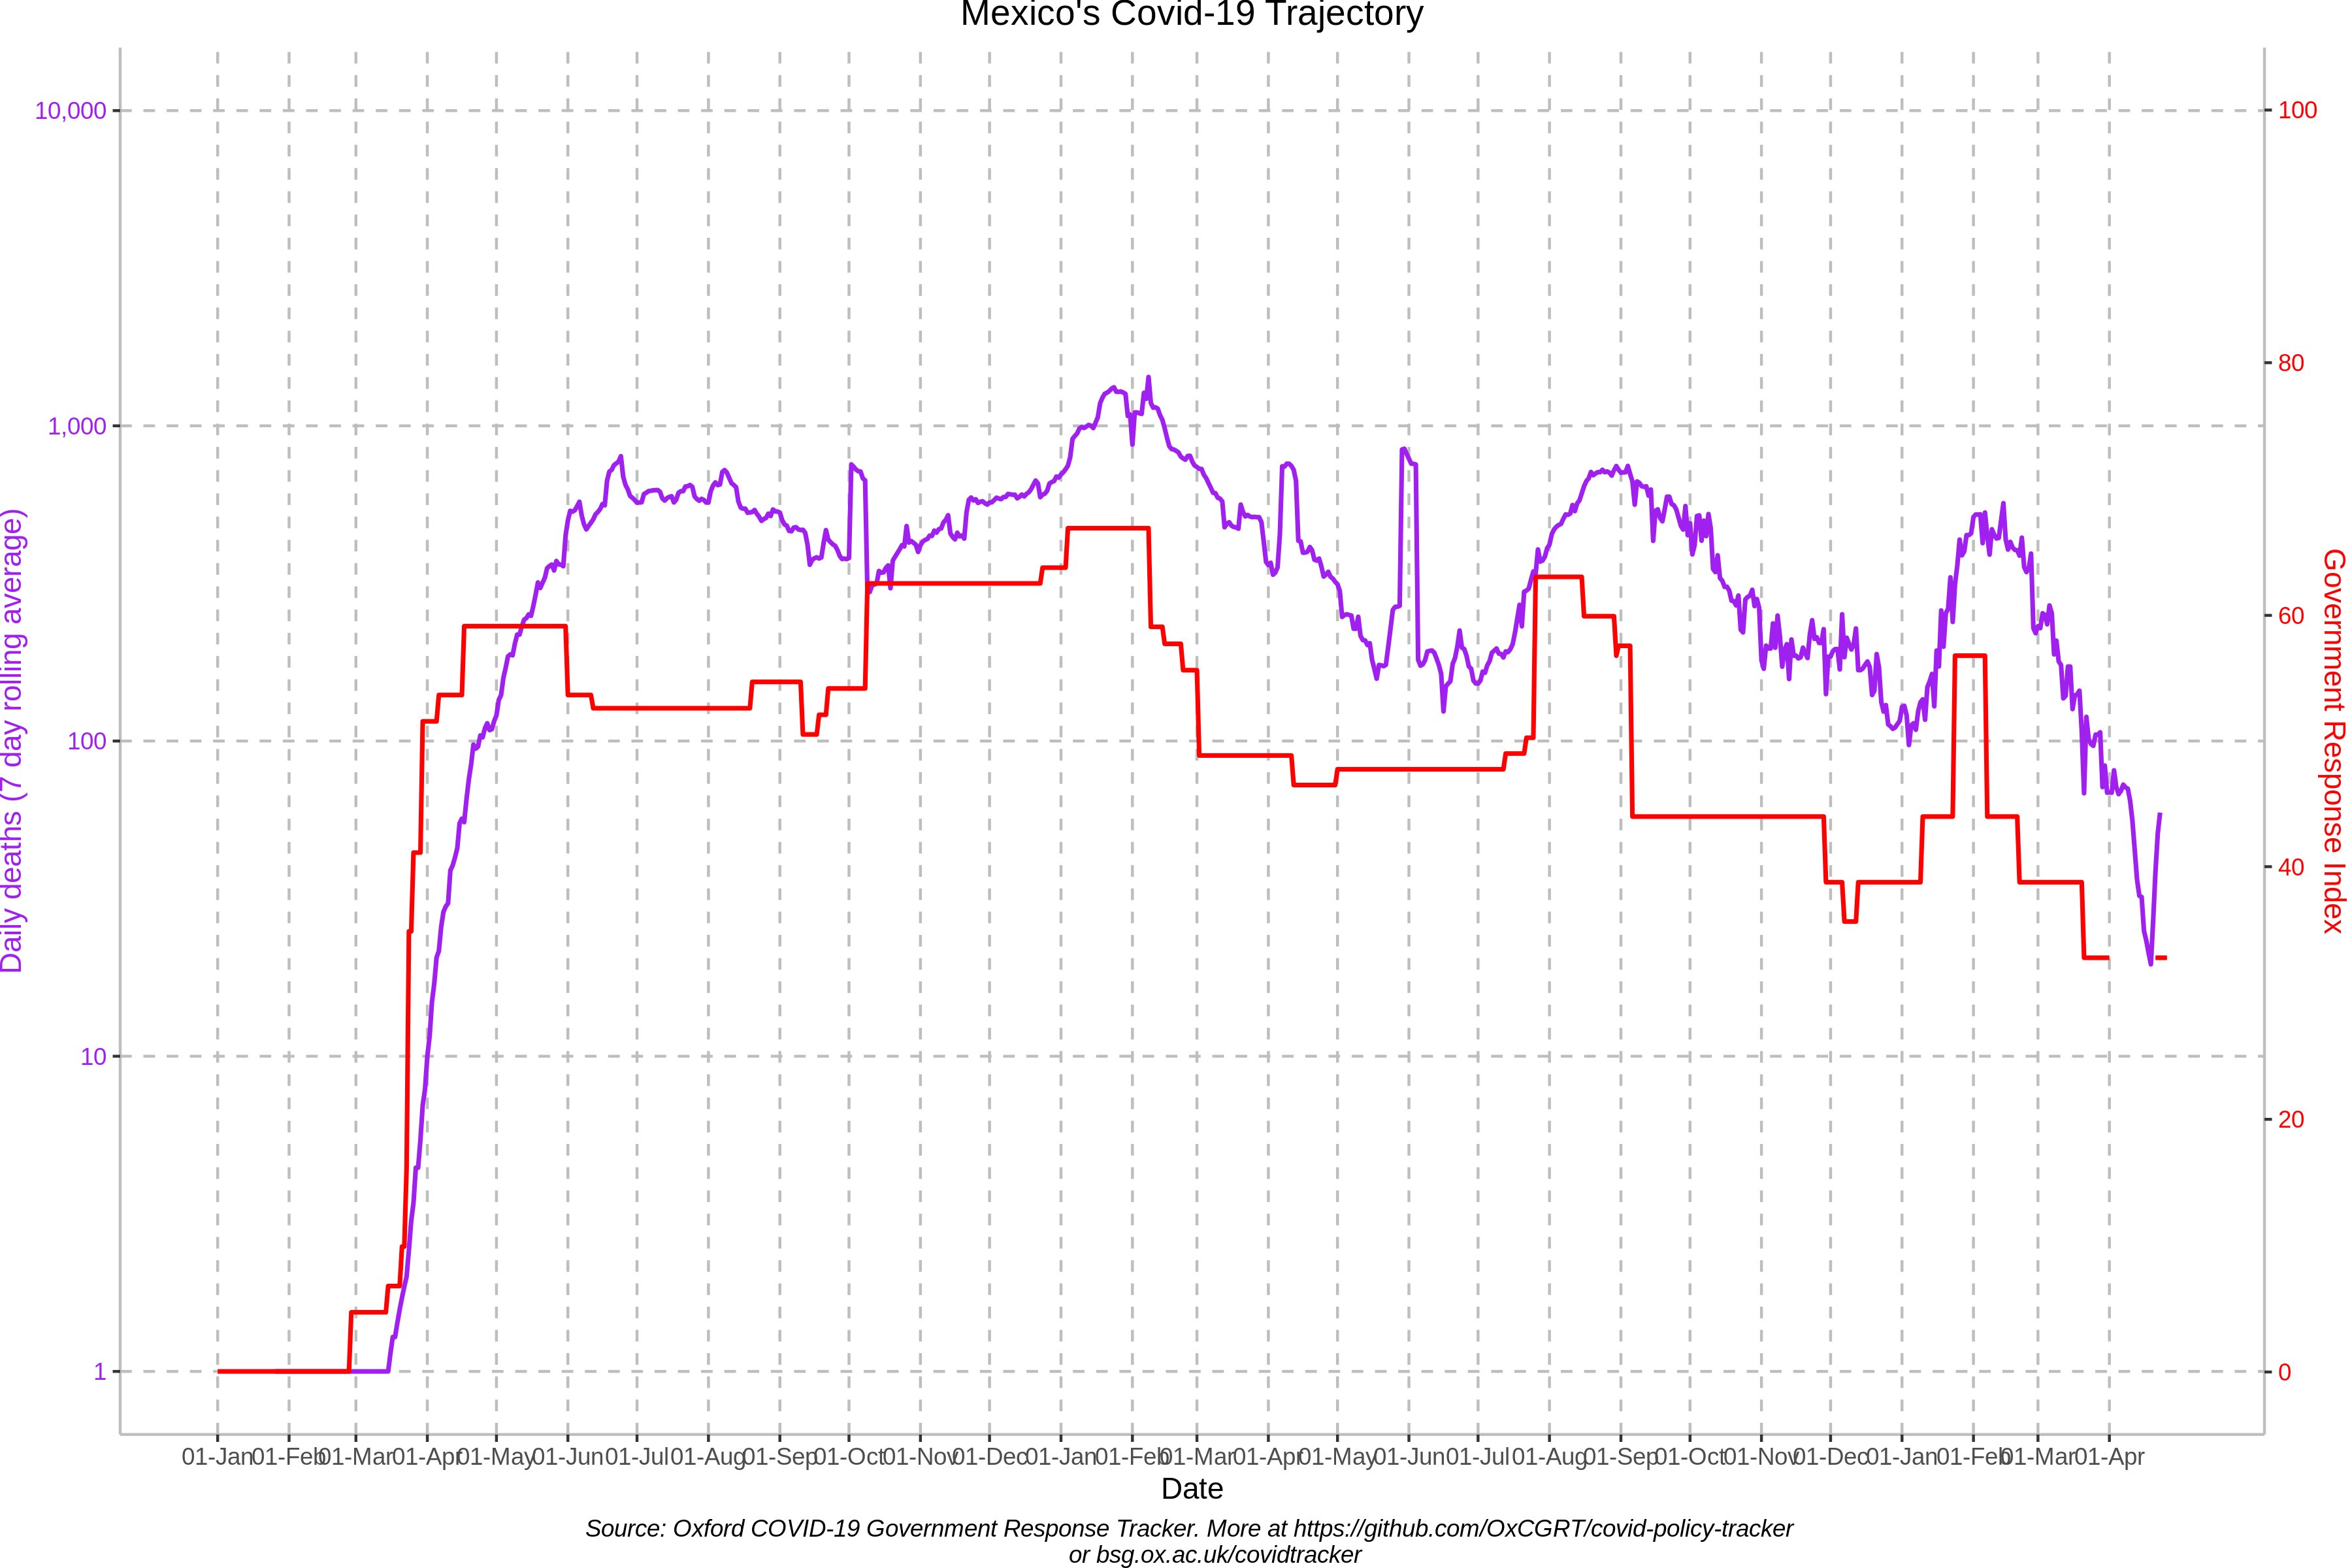 Mexico's Covid-19 Trajectory
10,000
1,000
100
10
1
Daily deaths (7 day rolling average)
100
80
60
40
20
0
Government Response Index
01-Jan 01-Feb 01-Mar 01-Apr 01-May 01-Jun 01-Jul 01-Aug 01-Sep 01-Oct 01-Nov 01-Dec 01-Jan 01-Feb 01-Mar 01-Apr 01-May 01-Jun 01-Jul 01-Aug 01-Sep 01-Oct 01-Nov 01-Dec 01-Jan 01-Feb 01-Mar 01-Apr
Date
Source: Oxford COVID-19 Government Response Tracker. More at https://github.com/OxCGRT/covid-policy-tracker
or bsg.ox.ac.uk/covidtracker